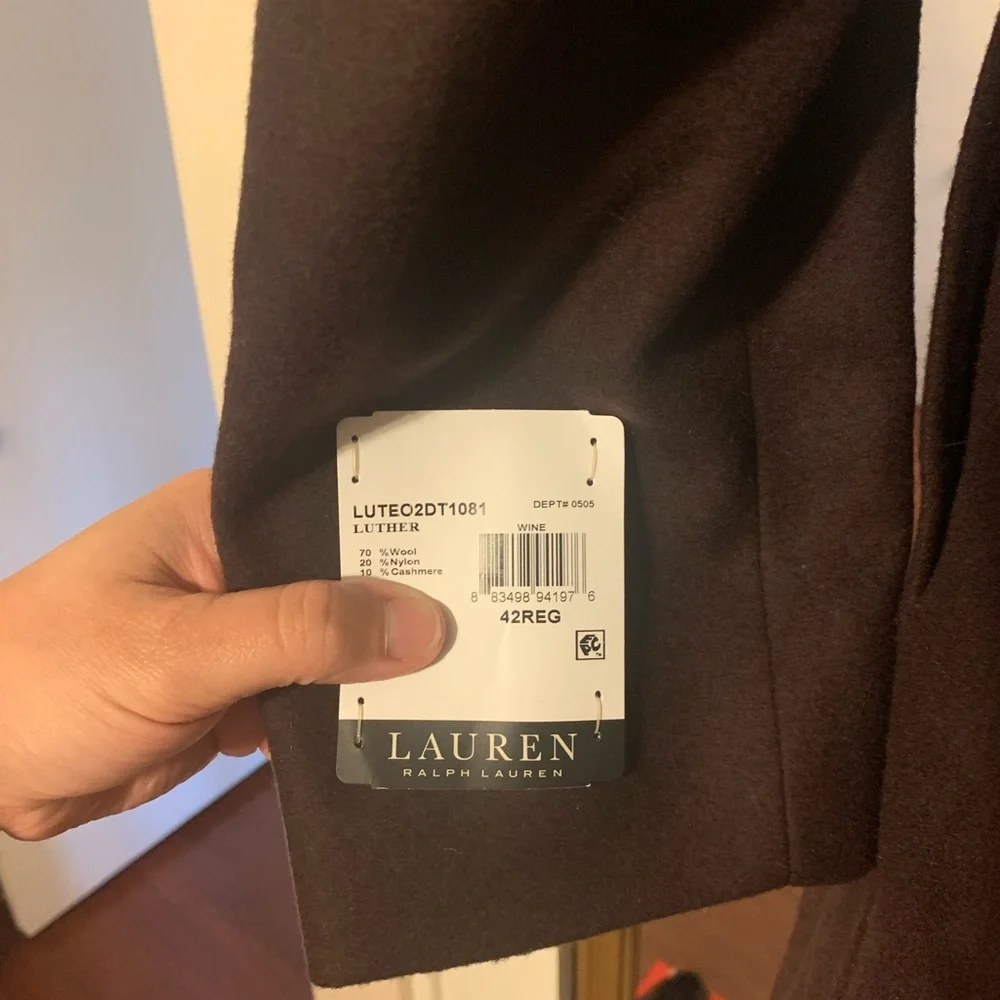 LUTEO2DT1081
DEPT# 0505
LUTHER
WINE
70 %Wool
20 %Nylon
10 %Cashmere
8 83498 94197 6
42REG
EPC
LAUREN
RALPH LAUREN